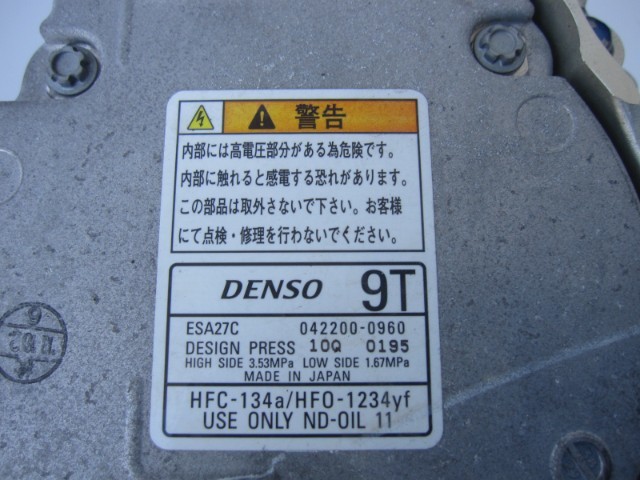 警告
内部には高電圧部分がある為危険です。
内部に触れると感電する恐れがあります。
この部品は取外さないで下さい。お客様
にて点検・修理を行わないでください。
DENSO 9T
ESA27C 042200-0960
DESIGN PRESS 10Q 0195
HIGH SIDE 3.53MPa LOW SIDE 1.67MPa
MADE IN JAPAN
HFC-134a/HFO-1234yf
USE ONLY ND-OIL 11